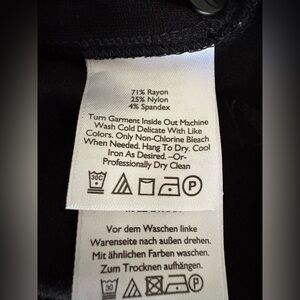 71% Rayon
25% Nylon
4% Spandex
Turn Garment Inside Out Machine
Wash Cold Delicate With Like
Colors. Only Non-Chlorine Bleach
When Needed. Hang To Dry. Cool
Iron As Desired. -Or-
Professionally Dry Clean
30C P
Vor dem Waschen linke
Warenseite nach außen drehen.
Mit ähnlichen Farben waschen.
Zum Trocknen aufhängen.
30 P